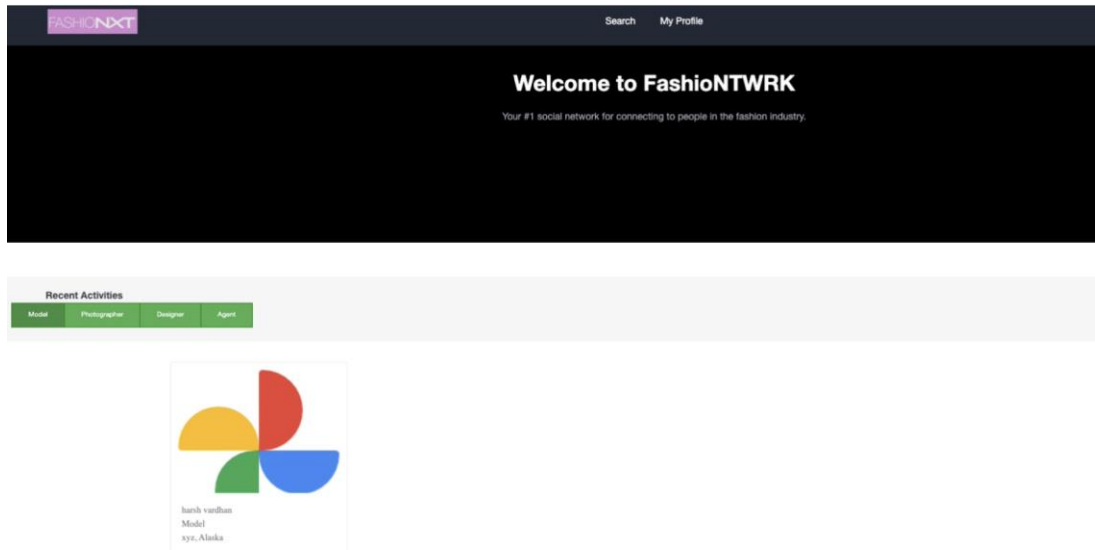 FASHIONXT
Search My Profile
Welcome to FashioNTWRK
Your #1 social network for connecting to people in the fashion industry.
Recent Activities
Model Photographer Designer Agent
harsh vardhan
Model
xyz, Alaska